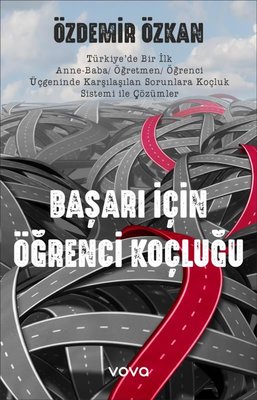 ÖZDEMİR ÖZKAN
Türkiye'de Bir İlk
Anne-Baba/ Öğretmen/ Öğrenci
Üçgeninde Karşılaşılan Sorunlara Koçluk
Sistemi ile Çözümler
BAŞARI İÇİN
ÖĞRENCİ KOÇLUĞU
vova